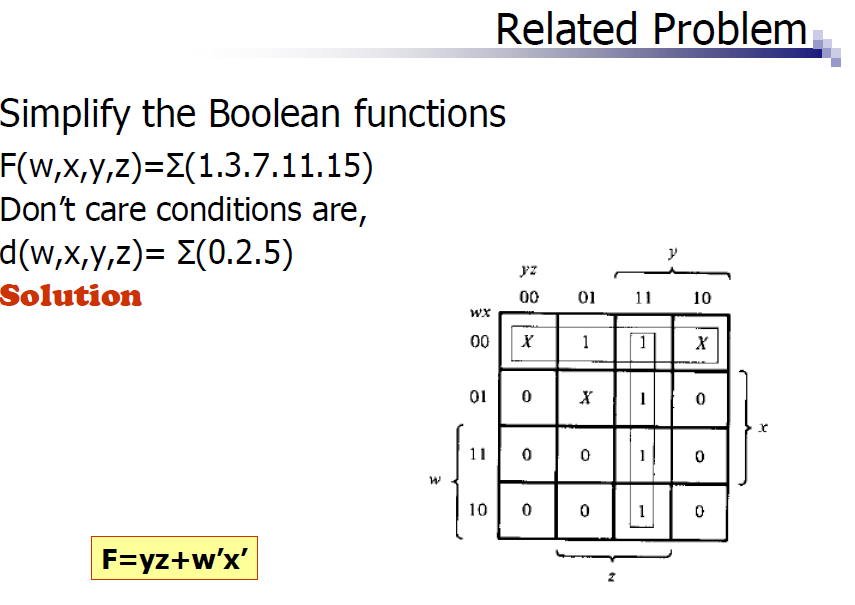 Related Problem
Simplify the Boolean functions
F(w,x,y,z)=Σ(1.3.7.11.15)
Don’t care conditions are,
d(w,x,y,z)= Σ(0.2.5)
Solution
y
yz
00 01 11 10
wx
00 X 1 1 X
01 0 X 1 0
x
11 0 0 1 0
w
10 0 0 1 0
z
F=yz+w’x’